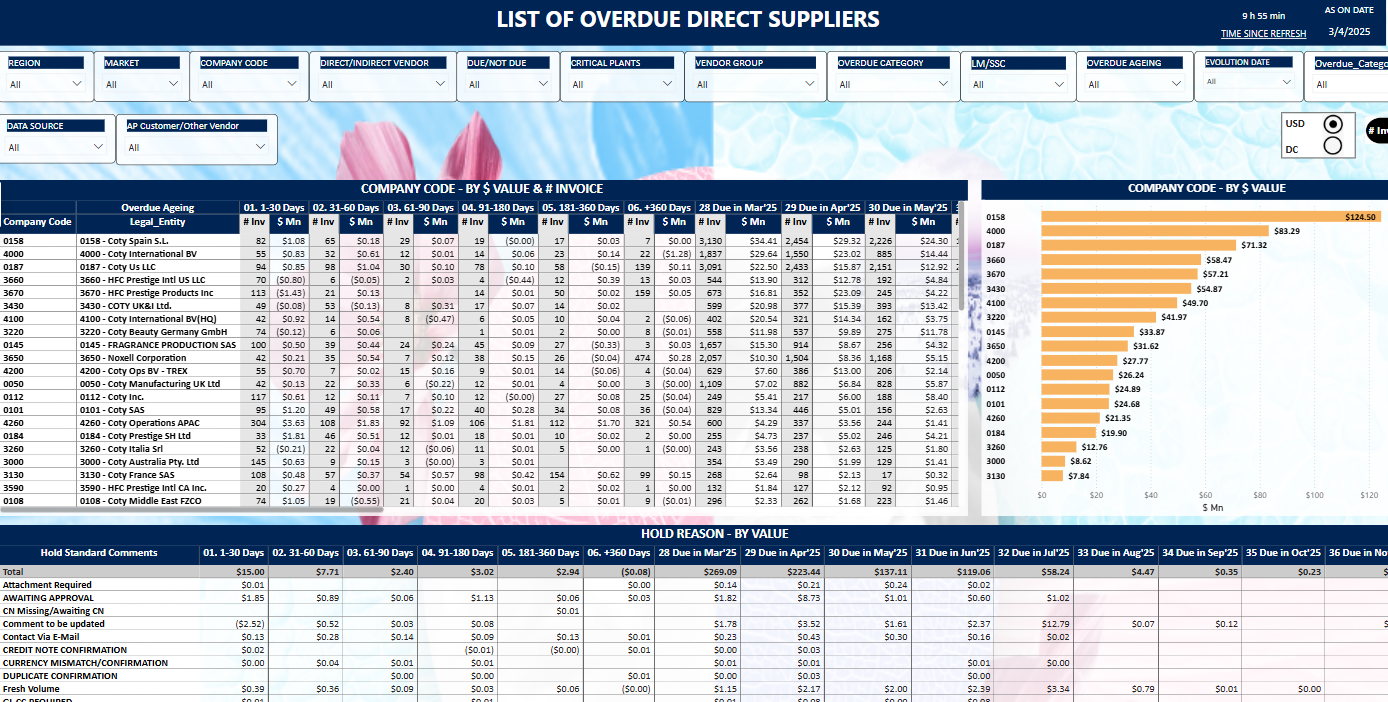 LIST OF OVERDUE DIRECT SUPPLIERS
9 h 55 min
TIME SINCE REFRESH
AS ON DATE
3/4/2025
REGION MARKET COMPANY CODE DIRECT/INDIRECT VENDOR DUE/NOT DUE CRITICAL PLANTS VENDOR GROUP OVERDUE CATEGORY LM/SSC OVERDUE AGEING EVOLUTION DATE Overdue_Catego
All All All All All All All All All All All All
DATA SOURCE AP Customer/Other Vendor
All All
USD
DC
# Inv
COMPANY CODE - BY $ VALUE & # INVOICE
Overdue Ageing 01. 1-30 Days 02. 31-60 Days 03. 61-90 Days 04. 91-180 Days 05. 181-360 Days 06. +360 Days 28 Due in Mar'25 29 Due in Apr'25 30 Due in May'25
Company Code Legal_Entity # Inv $ Mn # Inv $ Mn # Inv $ Mn # Inv $ Mn # Inv $ Mn # Inv $ Mn # Inv $ Mn # Inv $ Mn # Inv $ Mn
0158 0158 - Coty Spain S.L. 82 $1.08 65 $0.18 29 $0.07 19 ($0.00) 17 $0.03 7 $0.00 3,130 $34.41 2,454 $29.32 2,226 $24.30
4000 4000 - Coty International BV 55 $0.83 32 $0.61 12 $0.01 14 $0.06 23 $0.14 22 ($1.28) 1,837 $29.64 1,550 $23.02 885 $14.44
0187 0187 - Coty Us LLC 94 $0.85 98 $1.04 30 $0.10 78 $0.10 58 ($0.15) 139 $0.11 3,091 $22.50 2,433 $15.87 2,151 $12.92
3660 3660 - HFC Prestige Intl US LLC 70 ($0.80) 6 ($0.05) 2 $0.03 4 ($0.44) 12 $0.39 13 $0.03 544 $13.90 312 $12.78 192 $4.84
3670 3670 - HFC Prestige Products Inc 113 ($1.43) 21 $0.13 14 $0.01 50 $0.02 159 $0.05 673 $16.81 352 $23.09 245 $4.22
3430 3430 - COTY UK&I Ltd. 49 ($0.08) 53 ($0.13) 8 $0.31 17 $0.07 14 $0.02 599 $20.98 377 $15.39 393 $13.42
4100 4100 - Coty International BV(HQ) 42 $0.92 14 $0.54 8 ($0.47) 6 $0.05 10 $0.04 2 ($0.06) 402 $20.54 321 $14.34 162 $3.75
3220 3220 - Coty Beauty Germany GmbH 74 ($0.12) 6 $0.06 1 $0.01 2 $0.00 8 ($0.01) 558 $11.98 537 $9.89 275 $11.78
0145 0145 - FRAGRANCE PRODUCTION SAS 100 $0.50 39 $0.44 24 $0.24 45 $0.09 27 ($0.33) 3 $0.03 1,657 $15.30 914 $8.67 256 $4.32
3650 3650 - Noxell Corporation 42 $0.21 35 $0.54 7 $0.12 38 $0.15 26 ($0.04) 474 $0.28 2,057 $10.30 1,504 $8.36 1,168 $5.15
4200 4200 - Coty Ops BV - TREX 55 $0.70 7 $0.02 15 $0.16 9 $0.01 14 ($0.06) 4 ($0.04) 629 $7.60 386 $13.00 206 $2.14
0050 0050 - Coty Manufacturing UK Ltd 42 $0.13 22 $0.33 6 ($0.22) 12 $0.01 4 $0.00 3 ($0.00) 1,109 $7.02 882 $6.84 828 $5.87
0112 0112 - Coty Inc. 117 $0.61 12 $0.11 7 $0.10 12 ($0.00) 27 $0.08 25 ($0.04) 249 $5.41 217 $6.00 188 $8.40
0101 0101 - Coty SAS 95 $1.20 49 $0.58 17 $0.22 40 $0.28 34 $0.08 36 ($0.04) 829 $13.34 446 $5.01 156 $2.63
4260 4260 - Coty Operations APAC 304 $3.63 108 $1.83 92 $1.09 106 $1.81 112 $1.70 321 $0.54 600 $4.29 337 $3.56 244 $1.41
0184 0184 - Coty Prestige SH Ltd 33 $1.81 46 $0.51 12 $0.01 18 $0.01 10 $0.02 2 $0.00 255 $4.73 237 $5.02 246 $4.21
3260 3260 - Coty Italia Srl 52 ($0.21) 22 $0.04 12 ($0.06) 11 $0.01 5 $0.00 1 ($0.00) 243 $3.56 238 $2.63 125 $1.80
3000 3000 - Coty Australia Pty. Ltd 145 $0.63 9 $0.15 3 ($0.00) 3 $0.01 354 $3.49 290 $1.99 129 $1.41
3130 3130 - Coty France SAS 108 $0.48 57 $0.37 54 $0.57 98 $0.42 154 $0.62 99 $0.15 268 $2.64 98 $2.13 17 $0.32
3590 3590 - HFC Prestige Intl CA Inc. 20 $0.27 4 $0.00 1 $0.00 4 $0.01 2 $0.02 1 $0.00 132 $1.84 127 $2.12 92 $0.95
0108 0108 - Coty Middle East FZCO 74 $1.05 19 ($0.55) 21 $0.04 20 $0.03 5 $0.01 9 ($0.01) 296 $2.33 262 $1.68 223 $1.46
COMPANY CODE - BY $ VALUE
0158 $124.50
4000 $83.29
0187 $71.32
3660 $58.47
3670 $57.21
3430 $54.87
4100 $49.70
3220 $41.97
0145 $33.87
3650 $31.62
4200 $27.77
0050 $26.24
0112 $24.89
0101 $24.68
4260 $21.35
0184 $19.90
3260 $12.76
3000 $8.62
3130 $7.84
$0 $20 $40 $60 $80 $100 $120
$ Mn
HOLD REASON - BY VALUE
Hold Standard Comments 01. 1-30 Days 02. 31-60 Days 03. 61-90 Days 04. 91-180 Days 05. 181-360 Days 06. +360 Days 28 Due in Mar'25 29 Due in Apr'25 30 Due in May'25 31 Due in Jun'25 32 Due in Jul'25 33 Due in Aug'25 34 Due in Sep'25 35 Due in Oct'25 36 Due in No
Total $15.00 $7.71 $2.40 $3.02 $2.94 ($0.08) $269.09 $223.44 $137.11 $119.06 $58.24 $4.47 $0.35 $0.23
Attachment Required $0.01 $0.00 $0.14 $0.21 $0.24 $0.02
AWAITING APPROVAL $1.85 $0.89 $0.06 $1.13 $0.06 $0.03 $1.82 $8.73 $1.01 $0.60 $1.02
CN Missing/Awaiting CN $0.01
Comment to be updated ($2.52) $0.52 $0.03 $0.08 $1.78 $3.52 $1.61 $2.37 $12.79 $0.07 $0.12
Contact Via E-Mail $0.13 $0.28 $0.14 $0.09 $0.13 $0.01 $0.23 $0.43 $0.30 $0.16 $0.02
CREDIT NOTE CONFIRMATION $0.02 ($0.01) ($0.00) $0.01 $0.00 $0.03
CURRENCY MISMATCH/CONFIRMATION $0.00 $0.04 $0.01 $0.01 $0.01 $0.01 $0.01 $0.00
DUPLICATE CONFIRMATION $0.00 $0.00 $0.01 $0.00 $0.03 $0.00
Fresh Volume $0.39 $0.36 $0.09 $0.03 $0.06 ($0.00) $1.15 $2.17 $2.00 $2.39 $3.34 $0.79 $0.01 $0.00